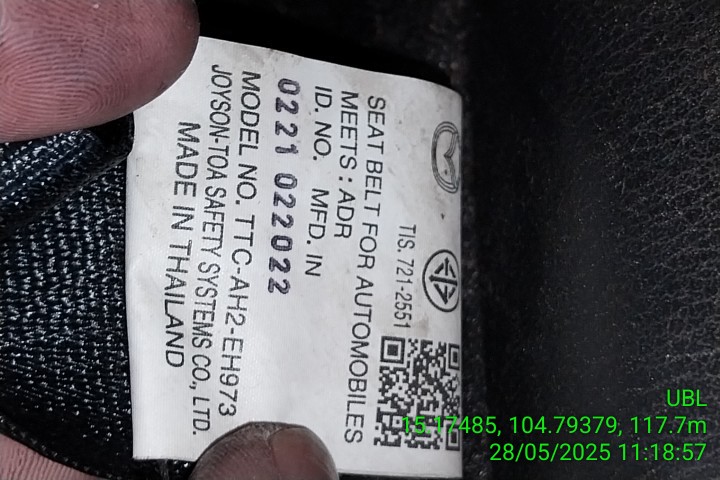 TIS. 721-2551
SEAT BELT FOR AUTOMOBILES
MEETS : ADR
ID. NO. MFD. IN
0221 022022
MODEL NO. TTC-AH2-EH973
JOYSON-TOA SAFETY SYSTEMS CO., LTD.
MADE IN THAILAND
UBL
15.17485, 104.79379, 117.7m
28/05/2025 11:18:57